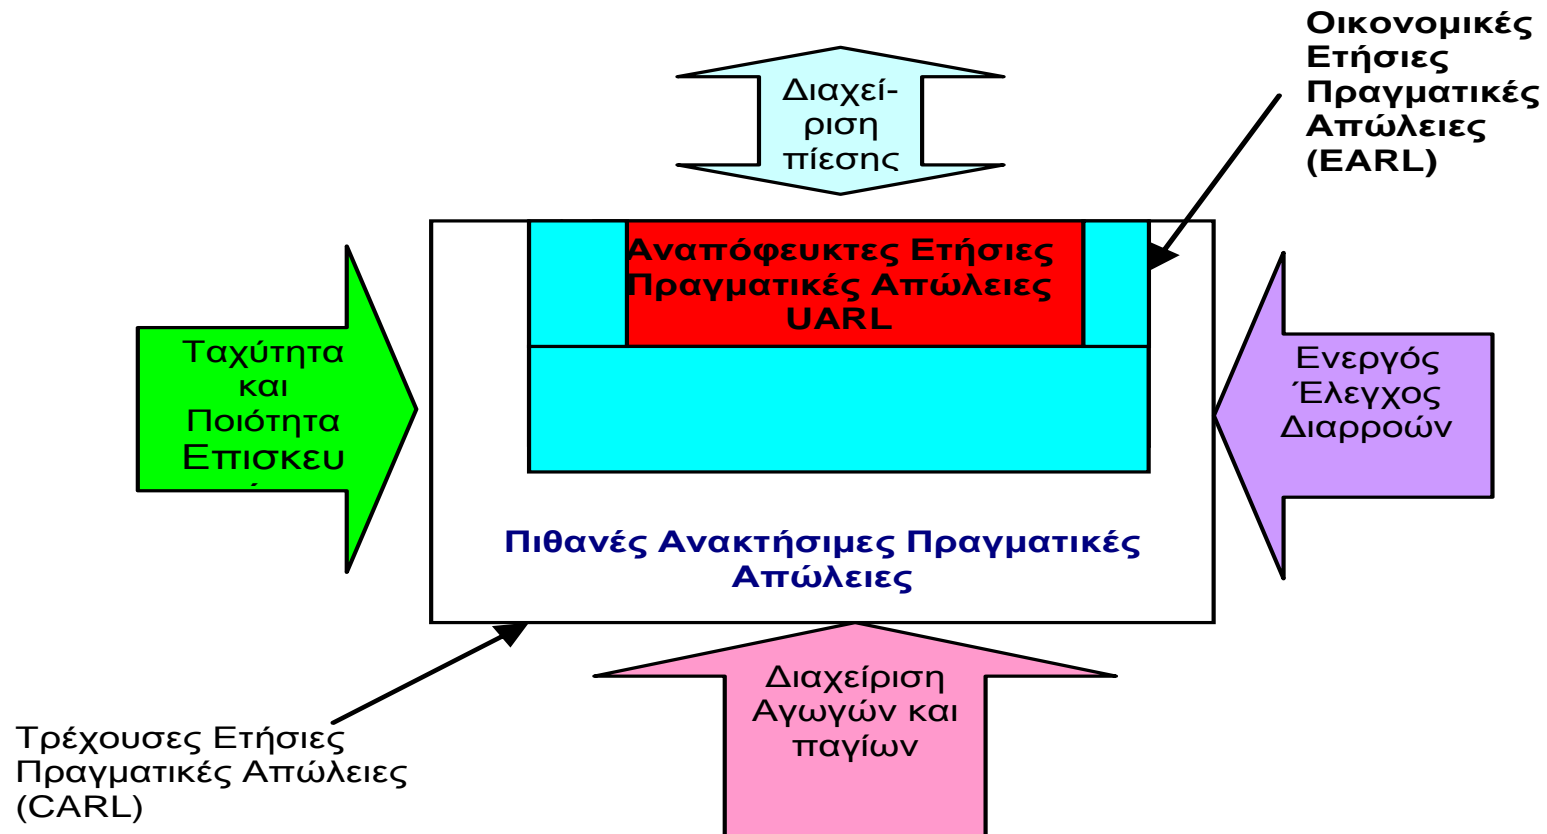 Οικονομικές
Ετήσιες
Πραγματικές
Απώλειες
(EARL)
Διαχεί-
ριση
πίεσης
Αναπόφευκτες Ετήσιες
Πραγματικές Απώλειες
UARL
Ταχύτητα
και
Ποιότητα
Επισκευ
Ενεργός
Έλεγχος
Διαρροών
Πιθανές Ανακτήσιμες Πραγματικές
Απώλειες
Διαχείριση
Αγωγών και
παγίων
Τρέχουσες Ετήσιες
Πραγματικές Απώλειες
(CARL)